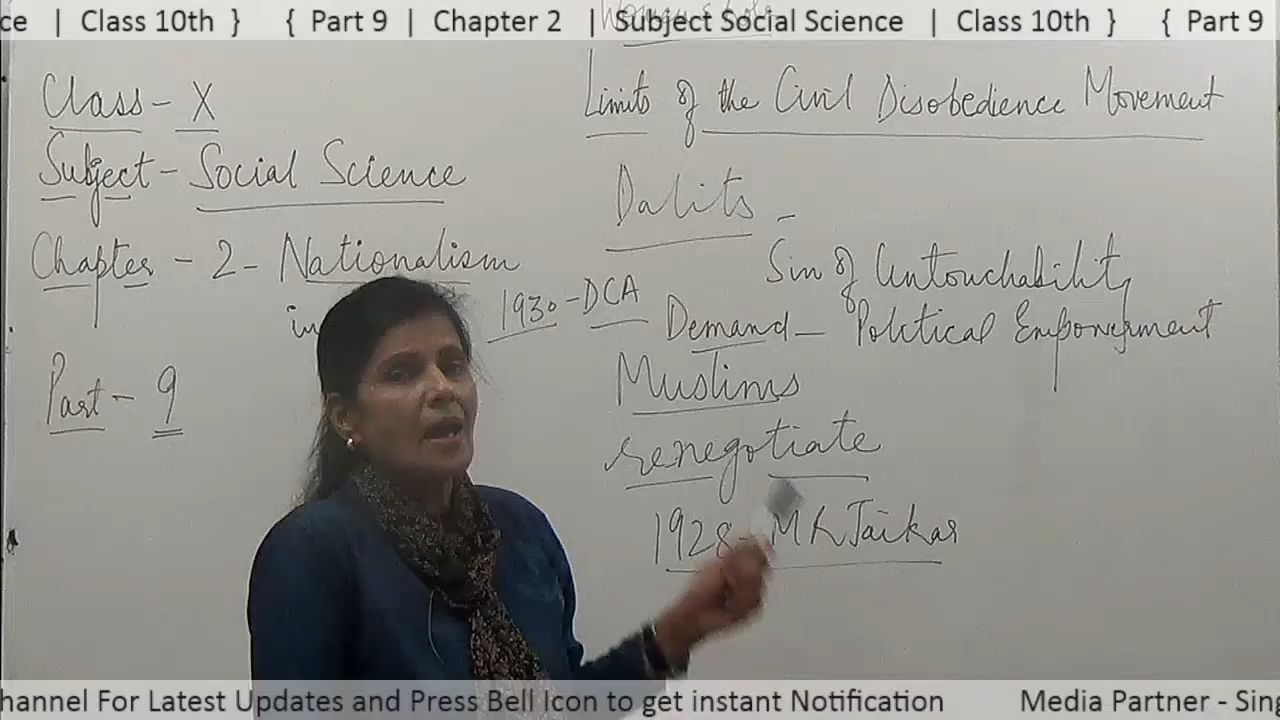 ce | Class 10th } { Part 9 | Chapter 2 | Subject Social Science | Class 10th } { Part 9
Class - X
Subject - Social Science
Chapter - 2 - Nationalism
in
Part - 9
Limits of the Civil Disobedience Movement
Dalits -
Sin of Untouchability
1930 - DCA
Demand - Political Empowerment
Muslims
renegotiate
1928 - M R Jaikar
hannel For Latest Updates and Press Bell Icon to get instant Notification Media Partner - Sing